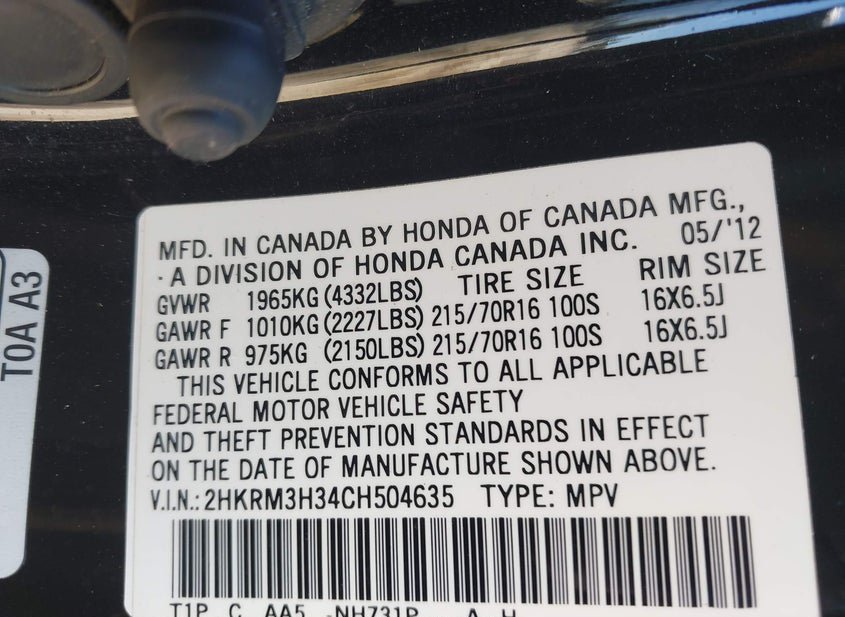 MFD. IN CANADA BY HONDA OF CANADA MFG.,
·A DIVISION OF HONDA CANADA INC. 05/'12
GVWR 1965KG(4332LBS) TIRE SIZE RIM SIZE
GAWR F 1010KG(2227LBS) 215/70R16 100S 16X6.5J
GAWR R 975KG (2150LBS) 215/70R16 100S 16X6.5J
THIS VEHICLE CONFORMS TO ALL APPLICABLE
FEDERAL MOTOR VEHICLE SAFETY
AND THEFT PREVENTION STANDARDS IN EFFECT
ON THE DATE OF MANUFACTURE SHOWN ABOVE.
V.I.N.: 2HKRM3H34CH504635 TYPE: MPV
T1P C AA5 -NH731P A H
T0A A3